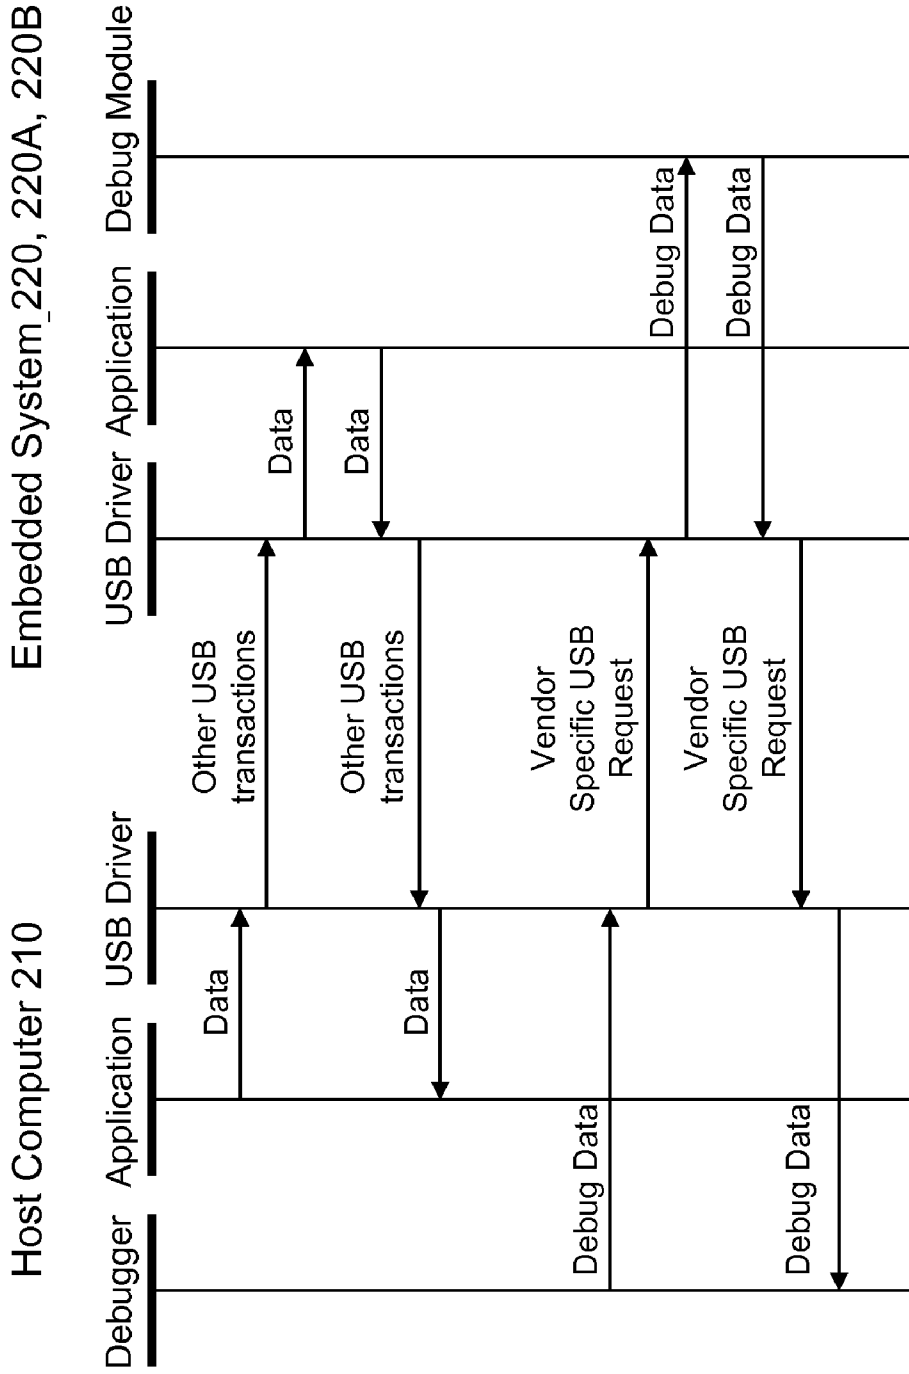 Host Computer 210
Embedded System_220, 220A, 220B
Debugger
Application
USB Driver
USB Driver
Application
Debug Module
Data
Other USB
transactions
Data
Data
Other USB
transactions
Data
Debug Data
Vendor
Specific USB
Request
Debug Data
Debug Data
Vendor
Specific USB
Request
Debug Data